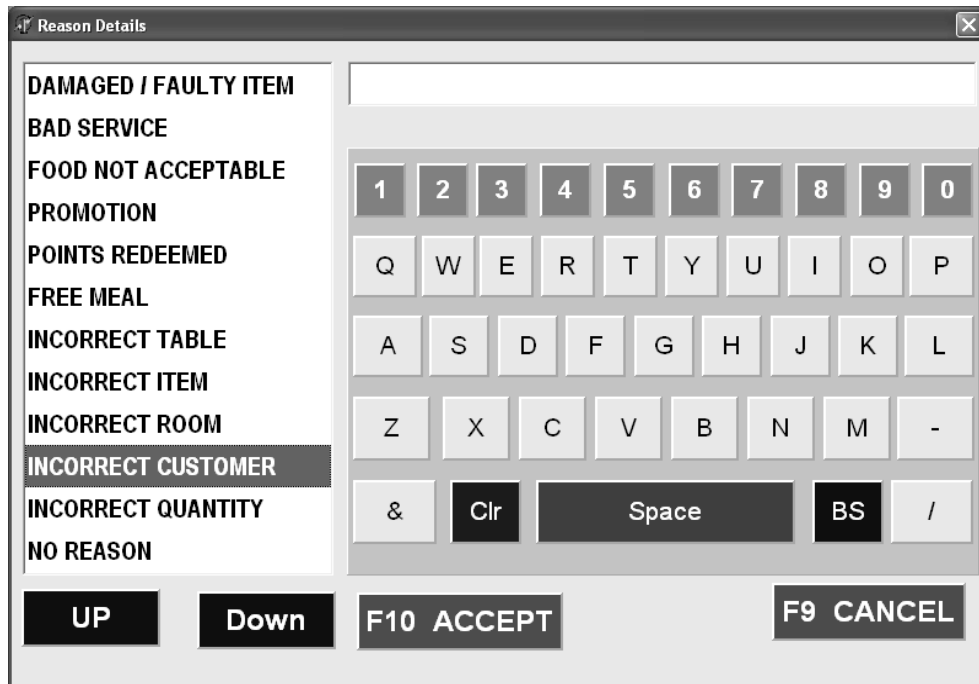 Reason Details
DAMAGED / FAULTY ITEM
BAD SERVICE
FOOD NOT ACCEPTABLE
PROMOTION
POINTS REDEEMED
FREE MEAL
INCORRECT TABLE
INCORRECT ITEM
INCORRECT ROOM
INCORRECT CUSTOMER
INCORRECT QUANTITY
NO REASON
1 2 3 4 5 6 7 8 9 0
Q W E R T Y U I O P
A S D F G H J K L
Z X C V B N M -
& Clr Space BS /
UP Down F10 ACCEPT F9 CANCEL